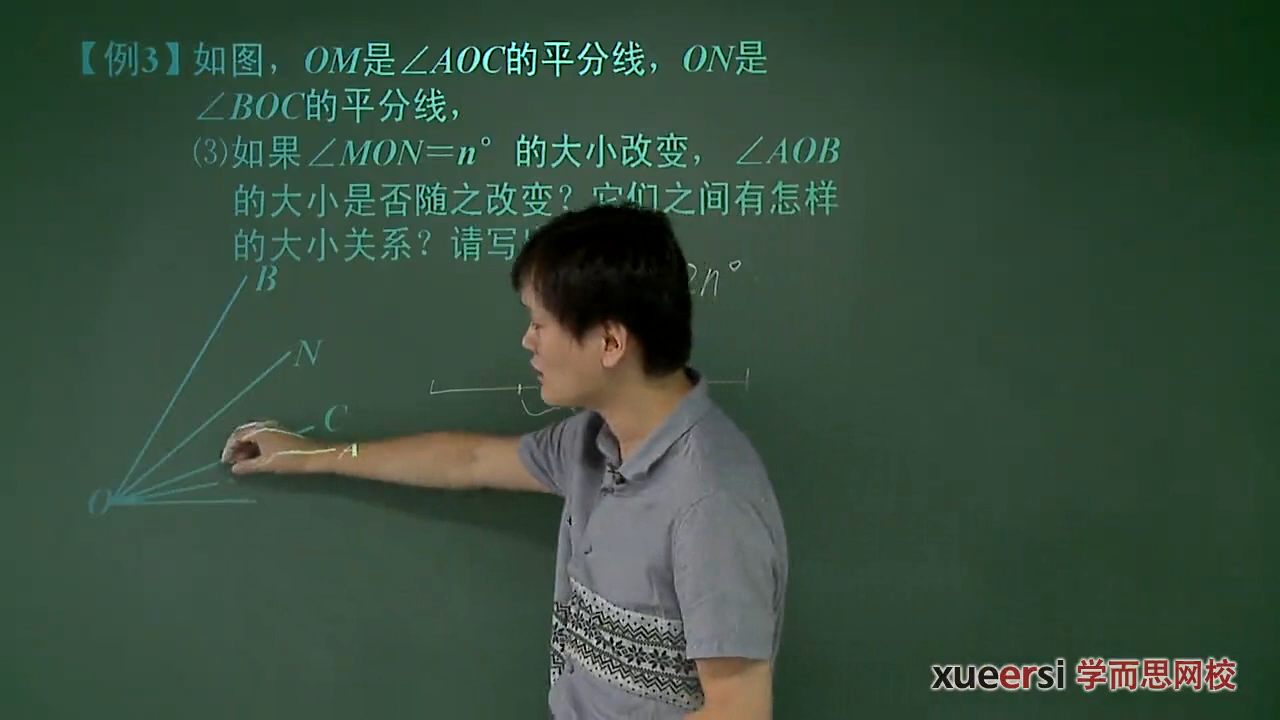 【例3】如图，OM是∠AOC的平分线，ON是
∠BOC的平分线，
⑶如果∠MON=n°的大小改变，∠AOB
的大小是否随之改变？它们之间有怎样
的大小关系？请写
2n°
B
N
C
A
O
xueersi 学而思网校